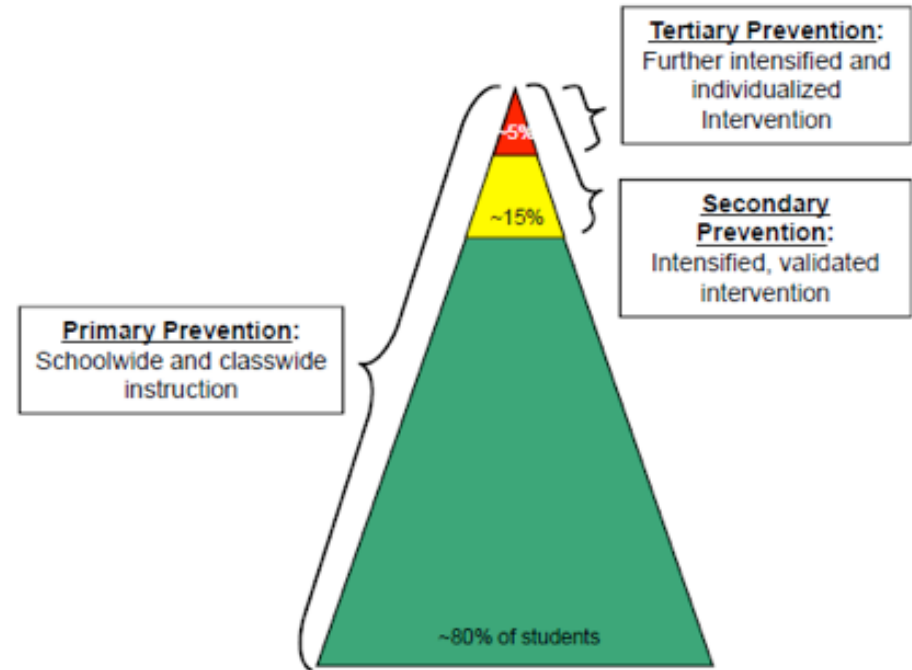 Tertiary Prevention:
Further intensified and
individualized
Intervention
~5%
~15%
Secondary
Prevention:
Intensified, validated
intervention
Primary Prevention:
Schoolwide and classwide
instruction
~80% of students